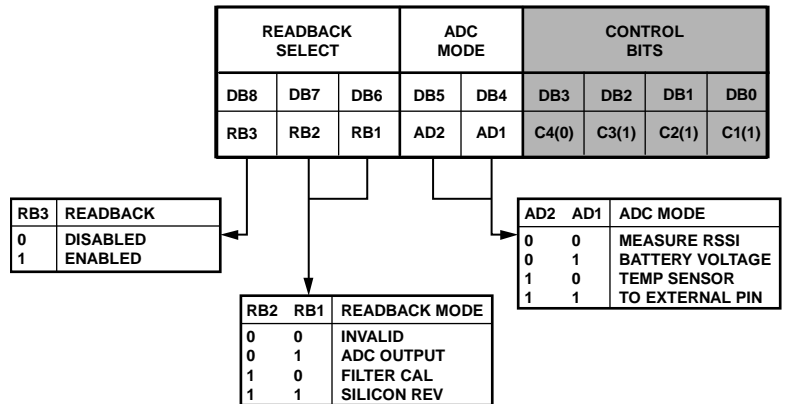 READBACK SELECT ADC MODE CONTROL BITS
DB8 DB7 DB6 DB5 DB4 DB3 DB2 DB1 DB0
RB3 RB2 RB1 AD2 AD1 C4(0) C3(1) C2(1) C1(1)
RB3 READBACK
0 DISABLED
1 ENABLED
AD2 AD1 ADC MODE
0 0 MEASURE RSSI
0 1 BATTERY VOLTAGE
1 0 TEMP SENSOR
1 1 TO EXTERNAL PIN
RB2 RB1 READBACK MODE
0 0 INVALID
0 1 ADC OUTPUT
1 0 FILTER CAL
1 1 SILICON REV